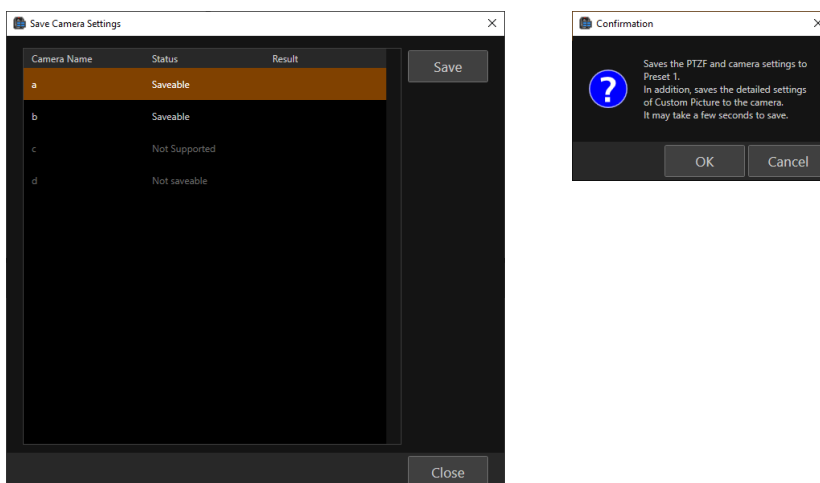 Save Camera Settings
Camera Name Status Result
a Saveable
b Saveable
c Not Supported
d Not saveable
Save
Close
Confirmation
?
Saves the PTZF and camera settings to
Preset 1.
In addition, saves the detailed settings
of Custom Picture to the camera.
It may take a few seconds to save.
OK Cancel